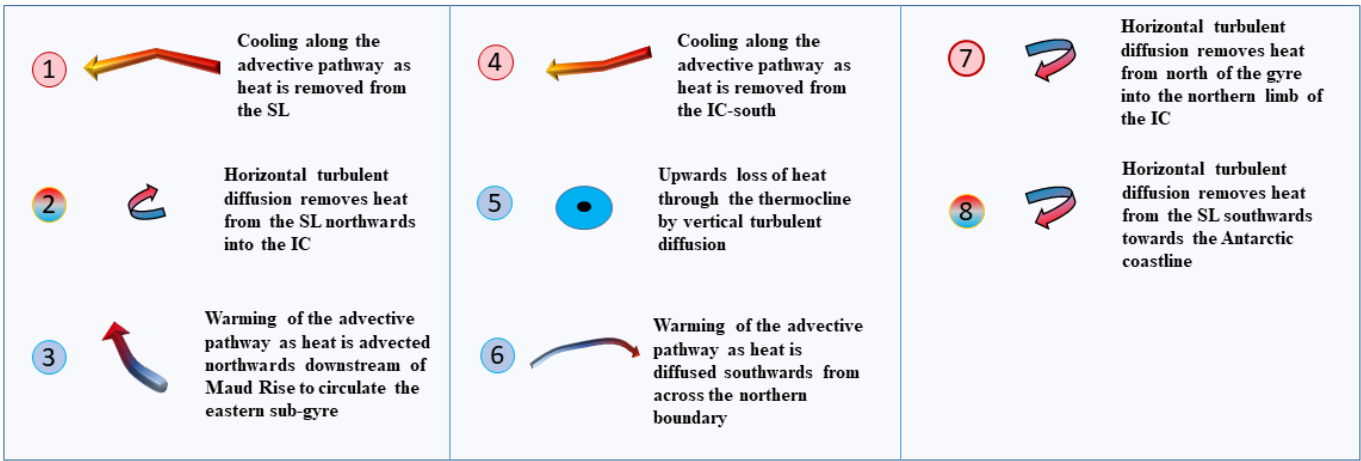 1
Cooling along the
advective pathway as
heat is removed from
the SL
2
Horizontal turbulent
diffusion removes heat
from the SL northwards
into the IC
3
Warming of the advective
pathway as heat is advected
northwards downstream of
Maud Rise to circulate the
eastern sub-gyre
4
Cooling along the
advective pathway as
heat is removed from
the IC-south
5
Upwards loss of heat
through the thermocline
by vertical turbulent
diffusion
6
Warming of the advective
pathway as heat is
diffused southwards from
across the northern
boundary
7
Horizontal turbulent
diffusion removes heat
from north of the gyre
into the northern limb of
the IC
8
Horizontal turbulent
diffusion removes heat
from the SL southwards
towards the Antarctic
coastline